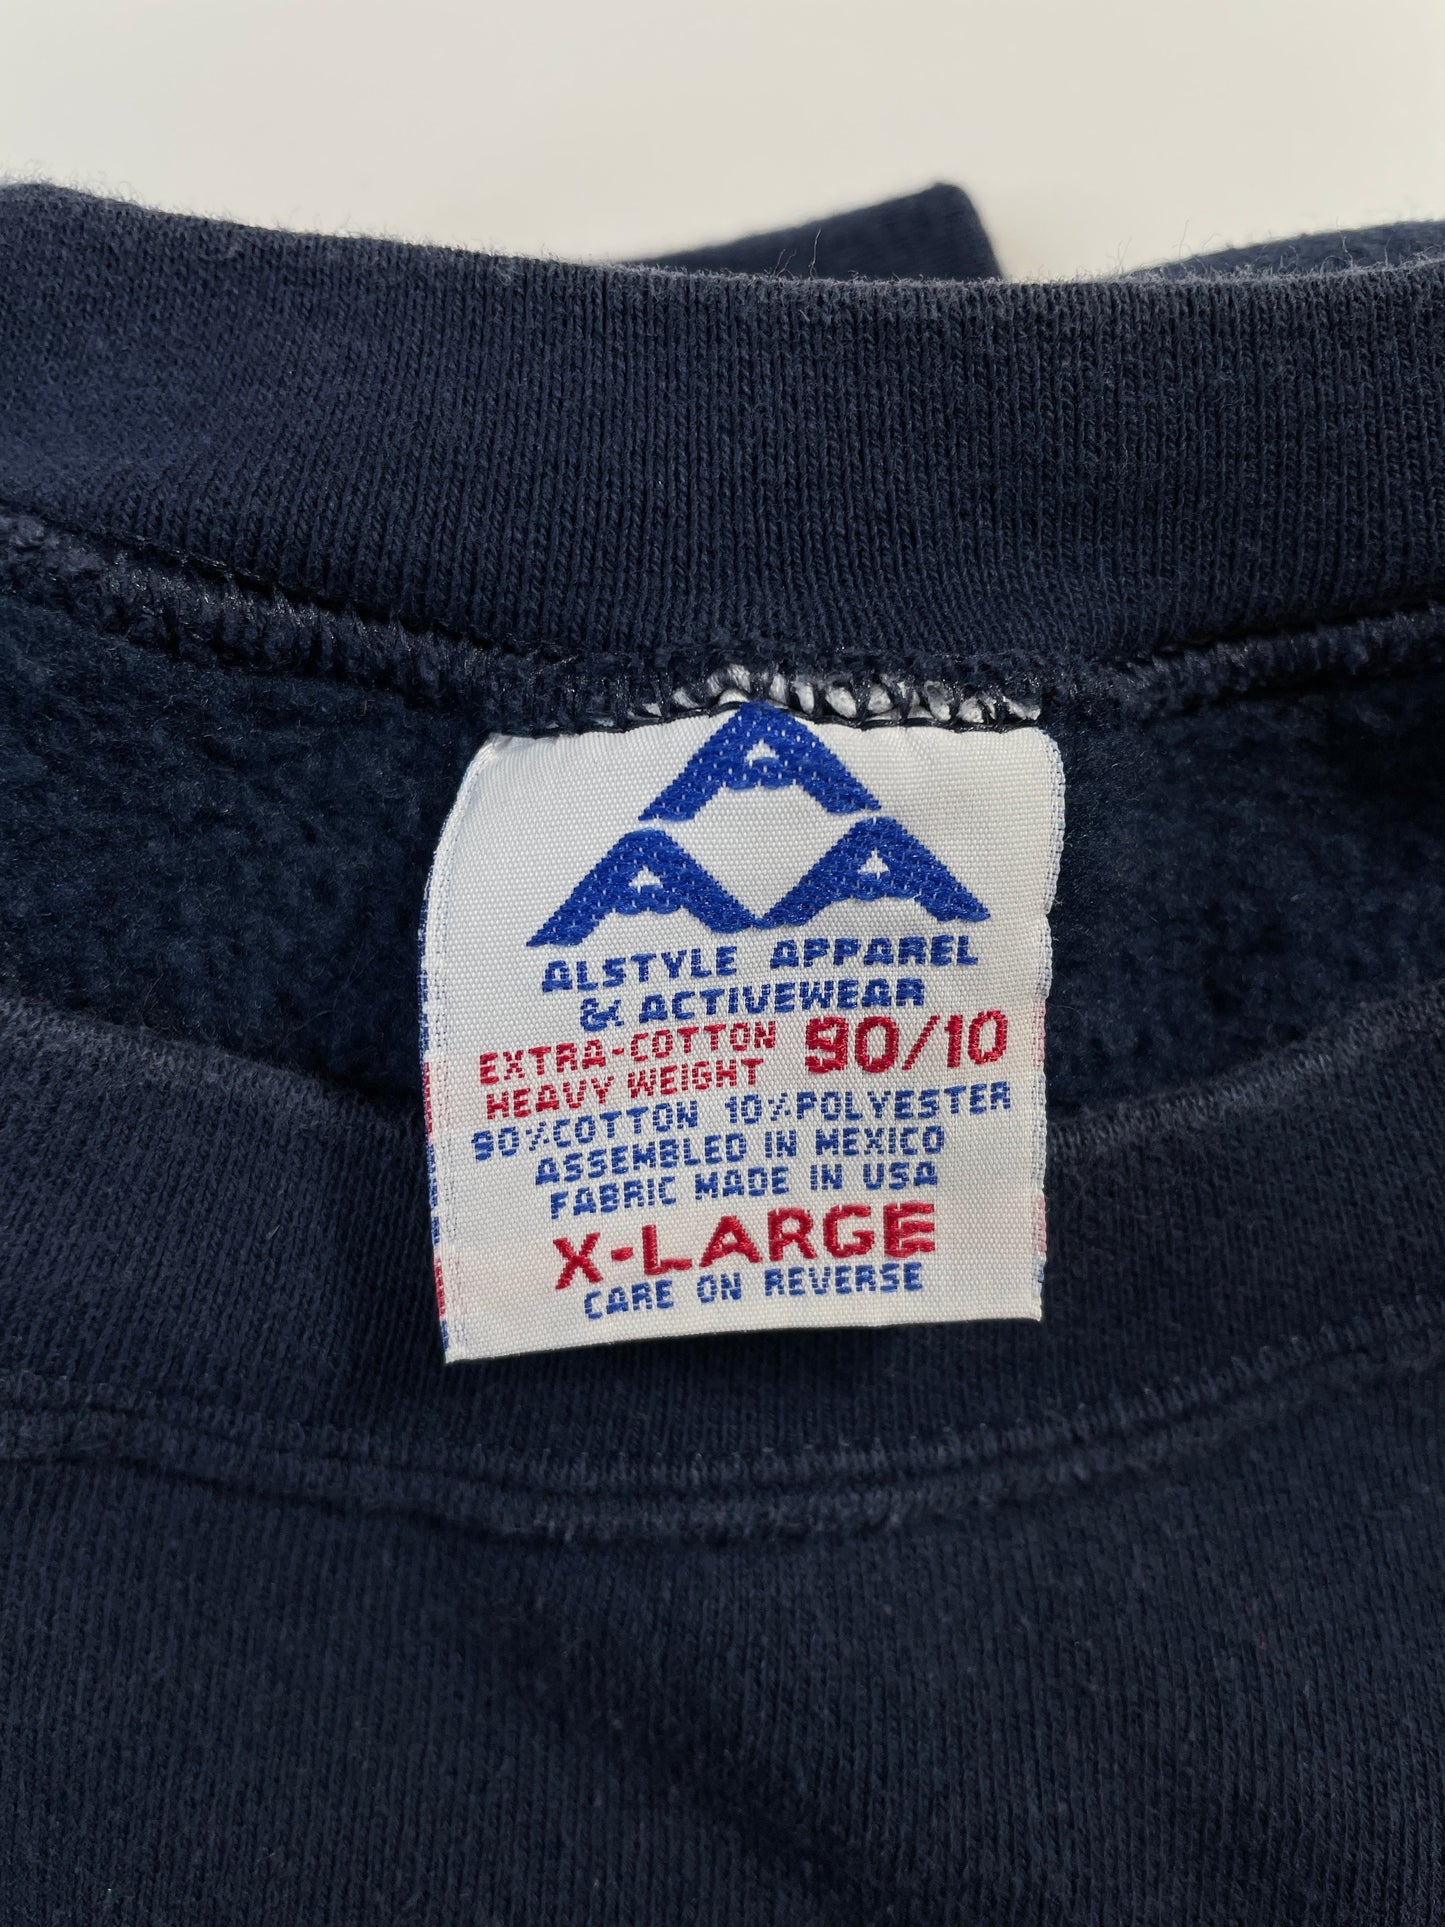 A
A A
ALSTYLE APPAREL
& ACTIVEWEAR
EXTRA-COTTON 90/10
HEAVY WEIGHT
90%COTTON 10%POLYESTER
ASSEMBLED IN MEXICO
FABRIC MADE IN USA
X-LARGE
CARE ON REVERSE